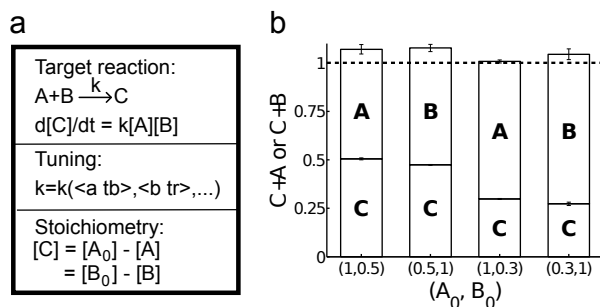 a
Target reaction:
k
A+B ⟶C
d[C]/dt = k[A][B]
Tuning:
k=k(<a tb>,<b tr>,...)
Stoichiometry:
[C] = [A₀] - [A]
= [B₀] - [B]
b
C+A or C+B
1
0.75
0.5
0.25
0
A
B
A
B
C
C
C
C
(1,0.5)
(0.5,1)
(1,0.3)
(0.3,1)
(A₀, B₀)